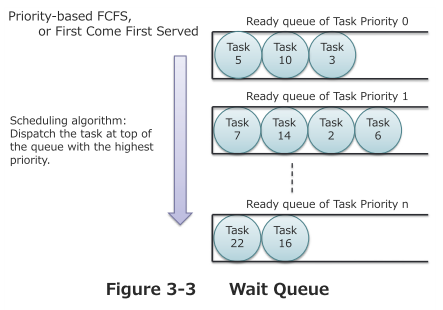 Priority-based FCFS,
or First Come First Served
Ready queue of Task Priority 0
Task
5
Task
10
Task
3
Scheduling algorithm:
Dispatch the task at top of
the queue with the highest
priority.
Ready queue of Task Priority 1
Task
7
Task
14
Task
2
Task
6
Ready queue of Task Priority n
Task
22
Task
16
Figure 3-3 Wait Queue